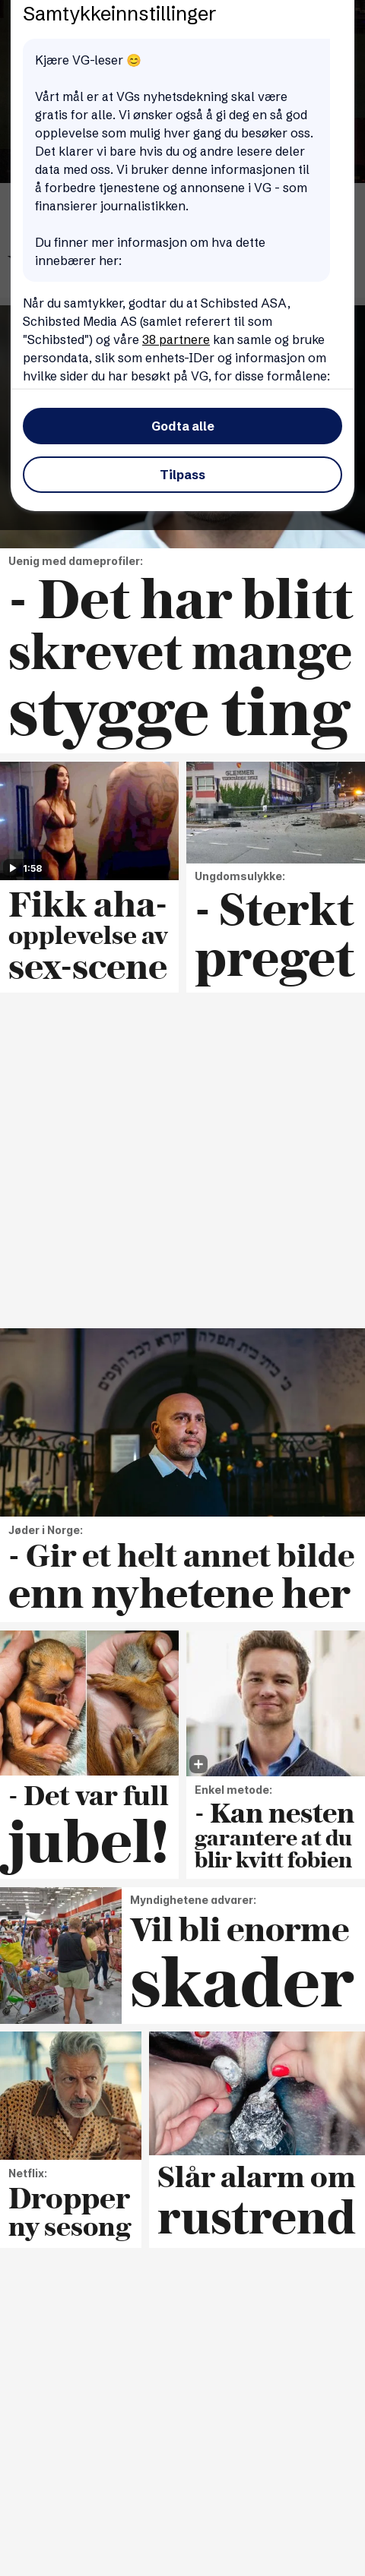 Samtykkeinnstillinger
Kjære VG-leser 😊
Vårt mål er at VGs nyhetsdekning skal være
gratis for alle. Vi ønsker også å gi deg en så god
opplevelse som mulig hver gang du besøker oss.
Det klarer vi bare hvis du og andre lesere deler
data med oss. Vi bruker denne informasjonen til
å forbedre tjenestene og annonsene i VG - som
finansierer journalistikken.
Du finner mer informasjon om hva dette
innebærer her:
Når du samtykker, godtar du at Schibsted ASA,
Schibsted Media AS (samlet referert til som
"Schibsted") og våre 38 partnere kan samle og bruke
persondata, slik som enhets-IDer og informasjon om
hvilke sider du har besøkt på VG, for disse formålene:
Godta alle
Tilpass
Uenig med dameprofiler:
- Det har blitt
skrevet mange
stygge ting
1:58
Fikk aha-
opplevelse av
sex-scene
SLEMMER
Ungdomsulykke:
- Sterkt
preget
Jøder i Norge:
- Gir et helt annet bilde
enn nyhetene her
- Det var full
jubel!
Enkel metode:
- Kan nesten
garantere at du
blir kvitt fobien
Myndighetene advarer:
Vil bli enorme
skader
Netflix:
Dropper
ny sesong
Slår alarm om
rustrend